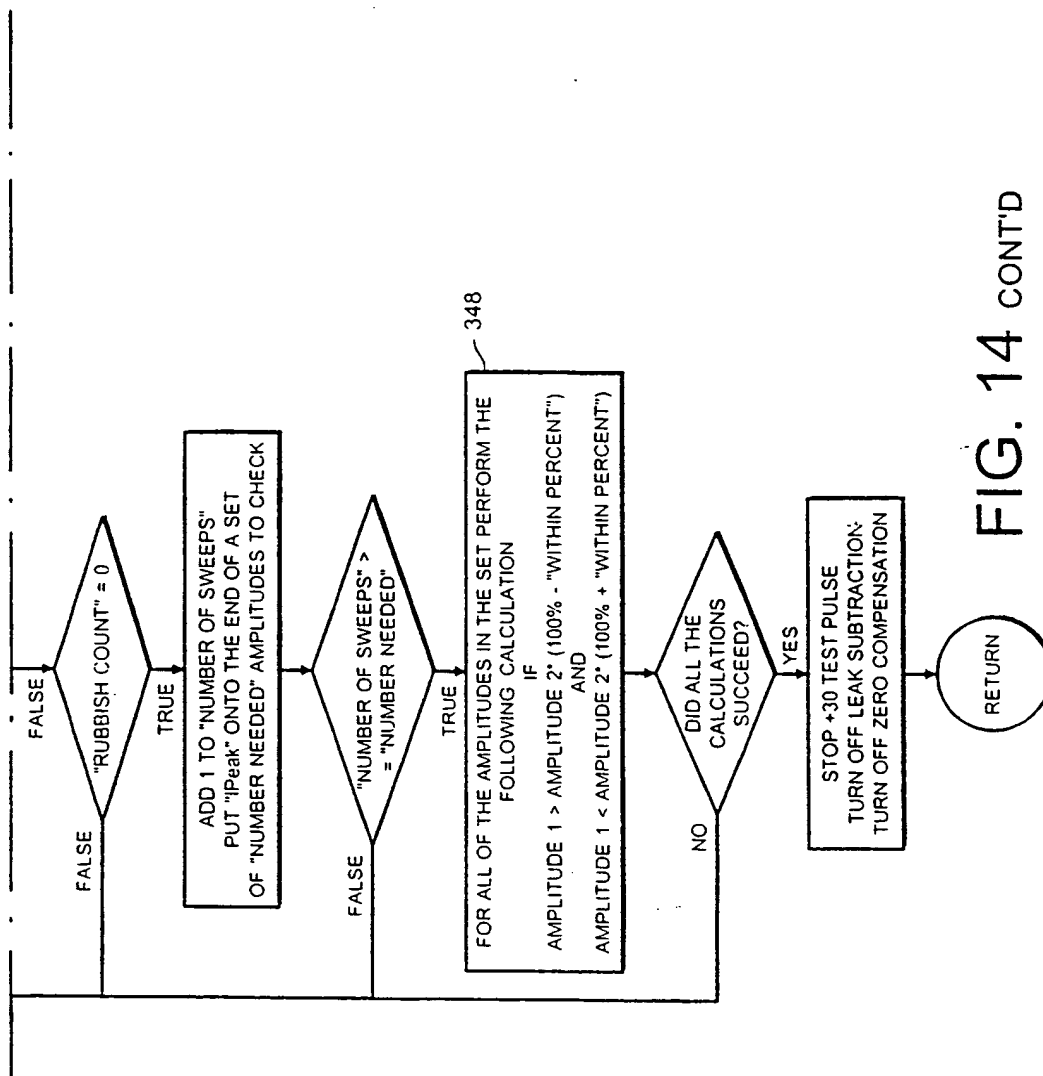 FALSE
"RUBBISH COUNT" = 0
FALSE
TRUE
ADD 1 TO "NUMBER OF SWEEPS"
PUT "IPeak" ONTO THE END OF A SET
OF "NUMBER NEEDED" AMPLITUDES TO CHECK
"NUMBER OF SWEEPS" >
= "NUMBER NEEDED"
FALSE
TRUE
348
FOR ALL OF THE AMPLITUDES IN THE SET PERFORM THE
FOLLOWING CALCULATION
IF
AMPLITUDE 1 > AMPLITUDE 2* (100% - "WITHIN PERCENT")
AND
AMPLITUDE 1 < AMPLITUDE 2* (100% + "WITHIN PERCENT")
DID ALL THE
CALCULATIONS
SUCCEED?
NO
YES
STOP +30 TEST PULSE
TURN OFF LEAK SUBTRACTION
TURN OFF ZERO COMPENSATION
RETURN
FIG. 14 CONT'D